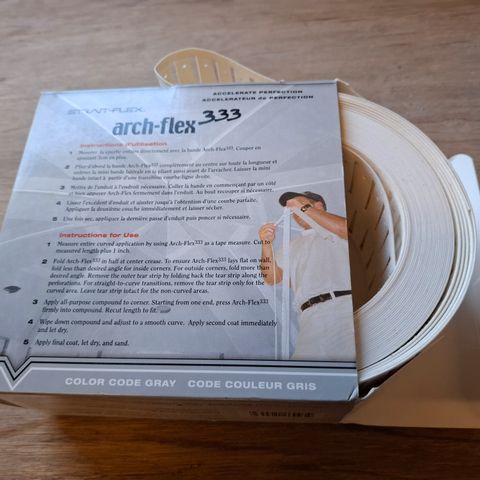 STRAIT-FLEX
ACCELERATE PERFECTION
ACCELERATEUR de PERFECTION
arch-flex 333
Instructions d'utilisation
1 Mesurer la courbe entière directement avec la bande Arch-Flex333. Couper en
ajoutant 3cm en plus.
2 Plier d'abord la bande Arch-Flex333 complètement au centre sur toute la longueur et
enlever la mini bande latérale en la pliant ainsi avant de l'arracher. Laisser la mini
bande intact à partir d'une transition courbe-ligne droite.
3 Mettre de l'enduit à l'endroit nécessaire. Coller la bande en commençant par un côté
et bien appuyer Arch-Flex fermement dans l'enduit. Au bout recouper si nécessaire.
4 Lisser l'excédent d'enduit et ajuster jusqu'à l'obtention d'une courbe parfaite.
Appliquer la deuxième couche immédiatement et laisser sécher.
5 Une fois sec, appliquer la dernière passe d'enduit puis poncer si nécessaire.
Instructions for Use
1 Measure entire curved application by using Arch-Flex333 as a tape measure. Cut to
measured length plus 1 inch.
2 Fold Arch-Flex333 in half at center crease. To ensure Arch-Flex333 lays flat on wall,
fold less than desired angle for inside corners. For outside corners, fold more than
desired angle. Remove the outer tear strip by folding back the tear strip along the
perforations. For straight-to-curve transitions, remove the tear strip only for the
curved area. Leave tear strip intact for the non-curved areas.
3 Apply all-purpose compound to corner. Starting from one end, press Arch-Flex333
firmly into compound. Recut length to fit.
4 Wipe down compound and adjust to a smooth curve. Apply second coat immediately
and let dry.
5 Apply final coat, let dry, and sand.
COLOR CODE GRAY CODE COULEUR GRIS